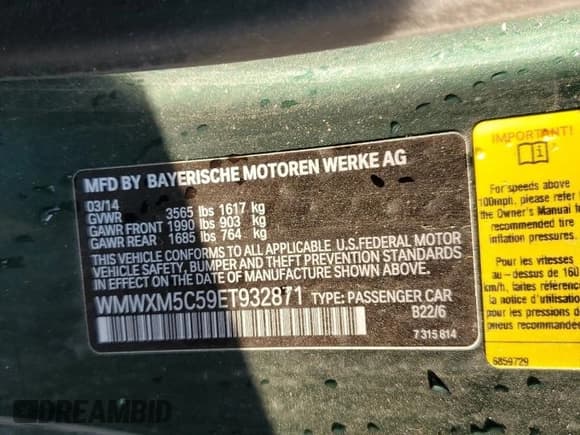 MFD BY BAYERISCHE MOTOREN WERKE AG
03/14
GVWR 3565 lbs 1617 kg
GAWR FRONT 1990 lbs 903 kg
GAWR REAR 1685 lbs 764 kg
THIS VEHICLE CONFORMS TO ALL APPLICABLE U.S.FEDERAL MOTOR
VEHICLE SAFETY, BUMPER AND THEFT PREVENTION STANDARDS
IN EFFECT ON THE DATE OF MANUFACTURE SHOWN ABOVE.
WMWXM5C59ET932871 TYPE: PASSENGER CAR
B22/6
7 315 814
IMPORTANT!
For speeds above
100mph, please refer
the Owner's Manual
recommended tire
inflation pressures.
Pour les vitesses
au-dessus de 160
km/h, faites
la notice d'utilisation
pour les pressions
pneus
6859729
DREAMBID